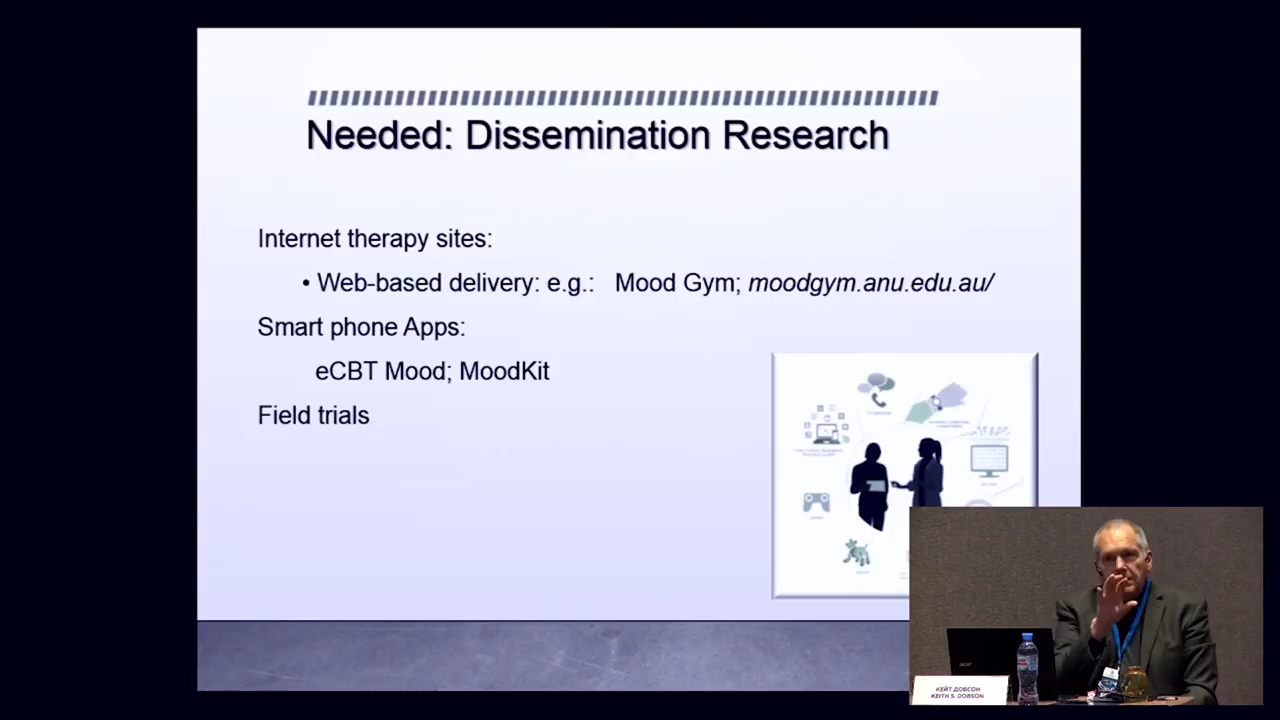 Needed: Dissemination Research
Internet therapy sites:
• Web-based delivery: e.g.: Mood Gym; moodgym.anu.edu.au/
Smart phone Apps:
eCBT Mood; MoodKit
Field trials
acer
КЕЙТ ДОБСОН
KEITH S. DOBSON